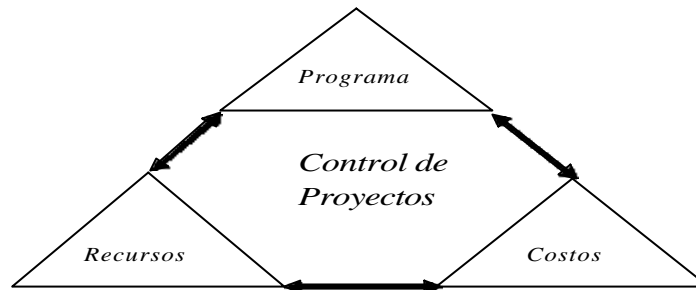 Programa
Control de
Proyectos
Recursos
Costos